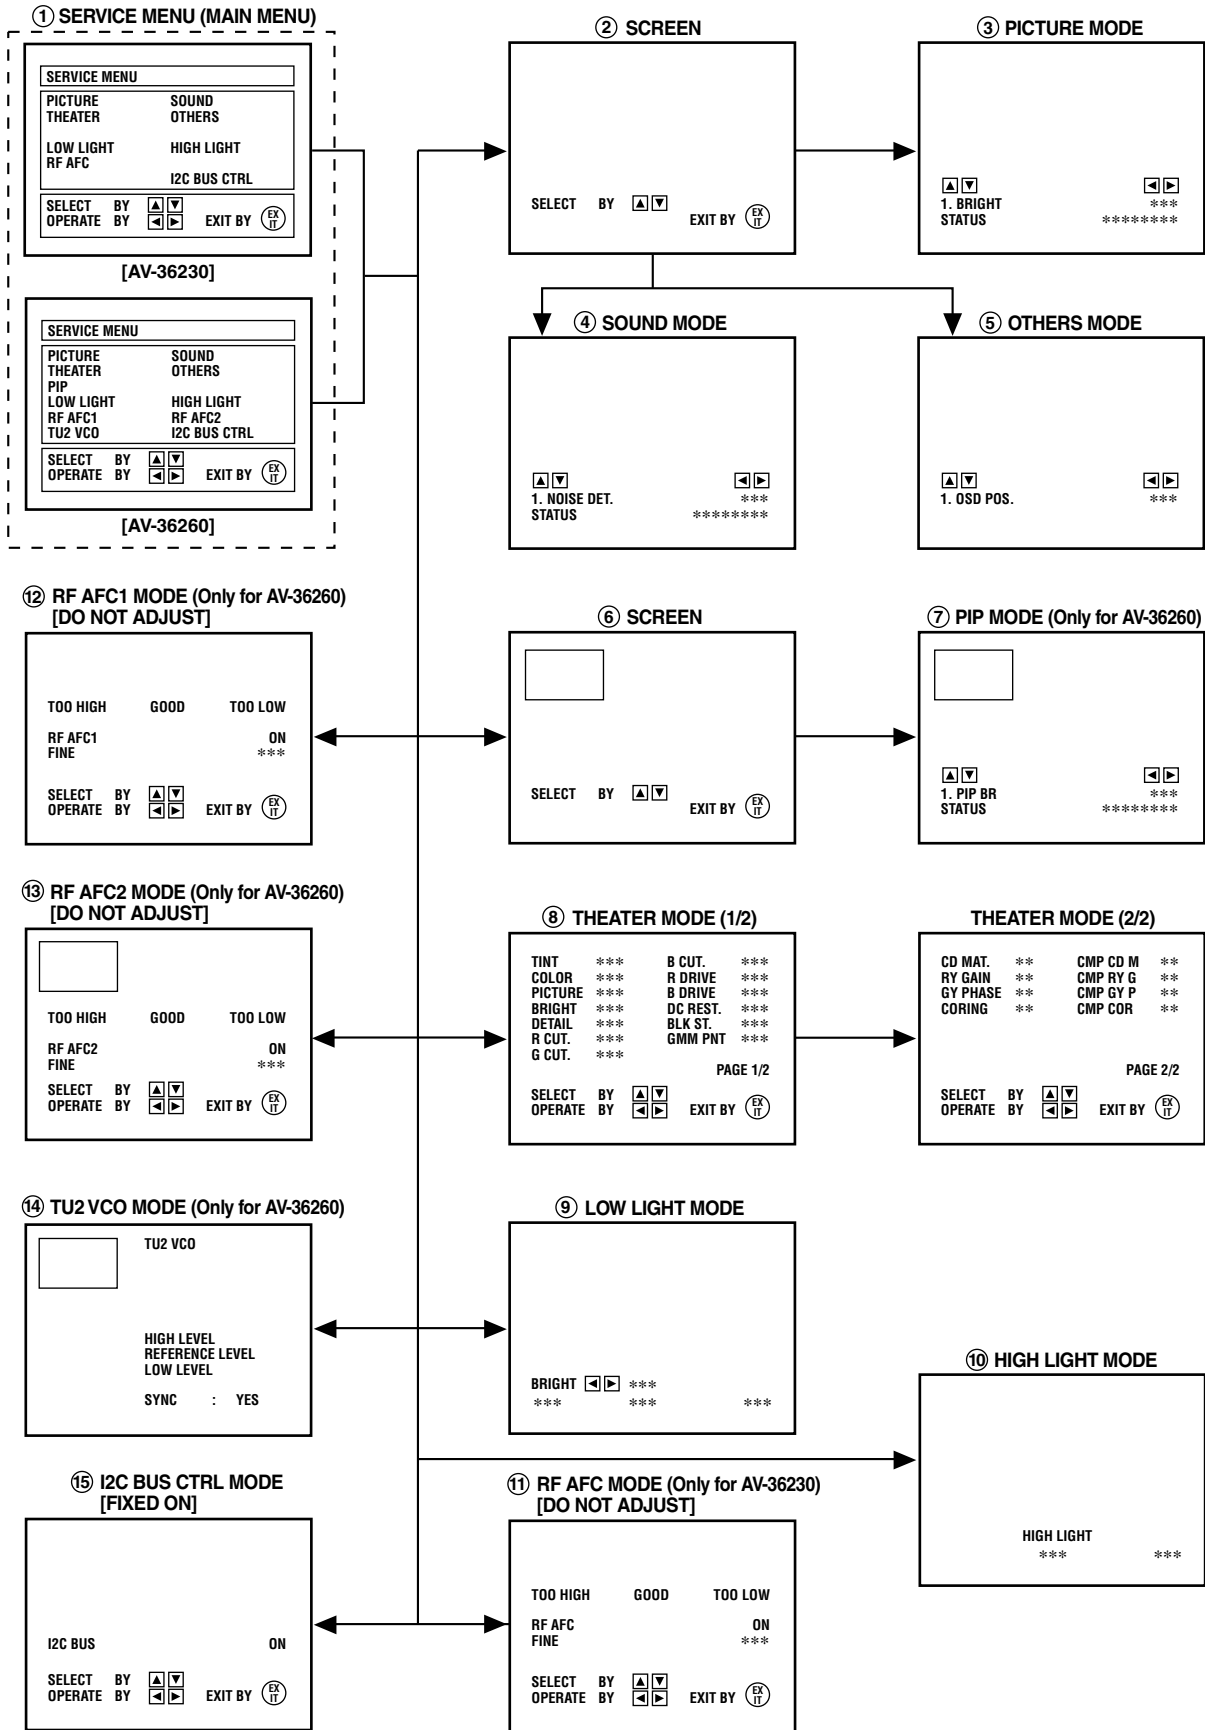 ① SERVICE MENU (MAIN MENU)
SERVICE MENU
PICTURE SOUND
THEATER OTHERS
LOW LIGHT HIGH LIGHT
RF AFC
I2C BUS CTRL
SELECT BY ▲▼
OPERATE BY ◀▶ EXIT BY EXIT
[AV-36230]
SERVICE MENU
PICTURE SOUND
THEATER OTHERS
PIP
LOW LIGHT HIGH LIGHT
RF AFC1 RF AFC2
TU2 VCO I2C BUS CTRL
SELECT BY ▲▼
OPERATE BY ◀▶ EXIT BY EXIT
[AV-36260]
② SCREEN
SELECT BY ▲▼
EXIT BY EXIT
③ PICTURE MODE
▲▼ ◀▶
1. BRIGHT ***
STATUS ********
④ SOUND MODE
▲▼ ◀▶
1. NOISE DET. ***
STATUS ********
⑤ OTHERS MODE
▲▼ ◀▶
1. OSD POS. ***
⑫ RF AFC1 MODE (Only for AV-36260)
[DO NOT ADJUST]
TOO HIGH GOOD TOO LOW
RF AFC1 ON
FINE ***
SELECT BY ▲▼
OPERATE BY ◀▶ EXIT BY EXIT
⑥ SCREEN
SELECT BY ▲▼
EXIT BY EXIT
⑦ PIP MODE (Only for AV-36260)
▲▼ ◀▶
1. PIP BR ***
STATUS ********
⑬ RF AFC2 MODE (Only for AV-36260)
[DO NOT ADJUST]
TOO HIGH GOOD TOO LOW
RF AFC2 ON
FINE ***
SELECT BY ▲▼
OPERATE BY ◀▶ EXIT BY EXIT
⑧ THEATER MODE (1/2)
TINT *** B CUT. ***
COLOR *** R DRIVE ***
PICTURE *** B DRIVE ***
BRIGHT *** DC REST. ***
DETAIL *** BLK ST. ***
R CUT. *** GMM PNT ***
G CUT. ***
PAGE 1/2
SELECT BY ▲▼
OPERATE BY ◀▶ EXIT BY EXIT
THEATER MODE (2/2)
CD MAT. ** CMP CD M **
RY GAIN ** CMP RY G **
GY PHASE ** CMP GY P **
CORING ** CMP COR **
PAGE 2/2
SELECT BY ▲▼
OPERATE BY ◀▶ EXIT BY EXIT
⑭ TU2 VCO MODE (Only for AV-36260)
TU2 VCO
HIGH LEVEL
REFERENCE LEVEL
LOW LEVEL
SYNC : YES
⑨ LOW LIGHT MODE
BRIGHT ◀▶ ***
*** *** ***
⑩ HIGH LIGHT MODE
HIGH LIGHT
*** ***
⑮ I2C BUS CTRL MODE
[FIXED ON]
I2C BUS ON
SELECT BY ▲▼
OPERATE BY ◀▶ EXIT BY EXIT
⑪ RF AFC MODE (Only for AV-36230)
[DO NOT ADJUST]
TOO HIGH GOOD TOO LOW
RF AFC ON
FINE ***
SELECT BY ▲▼
OPERATE BY ◀▶ EXIT BY EXIT